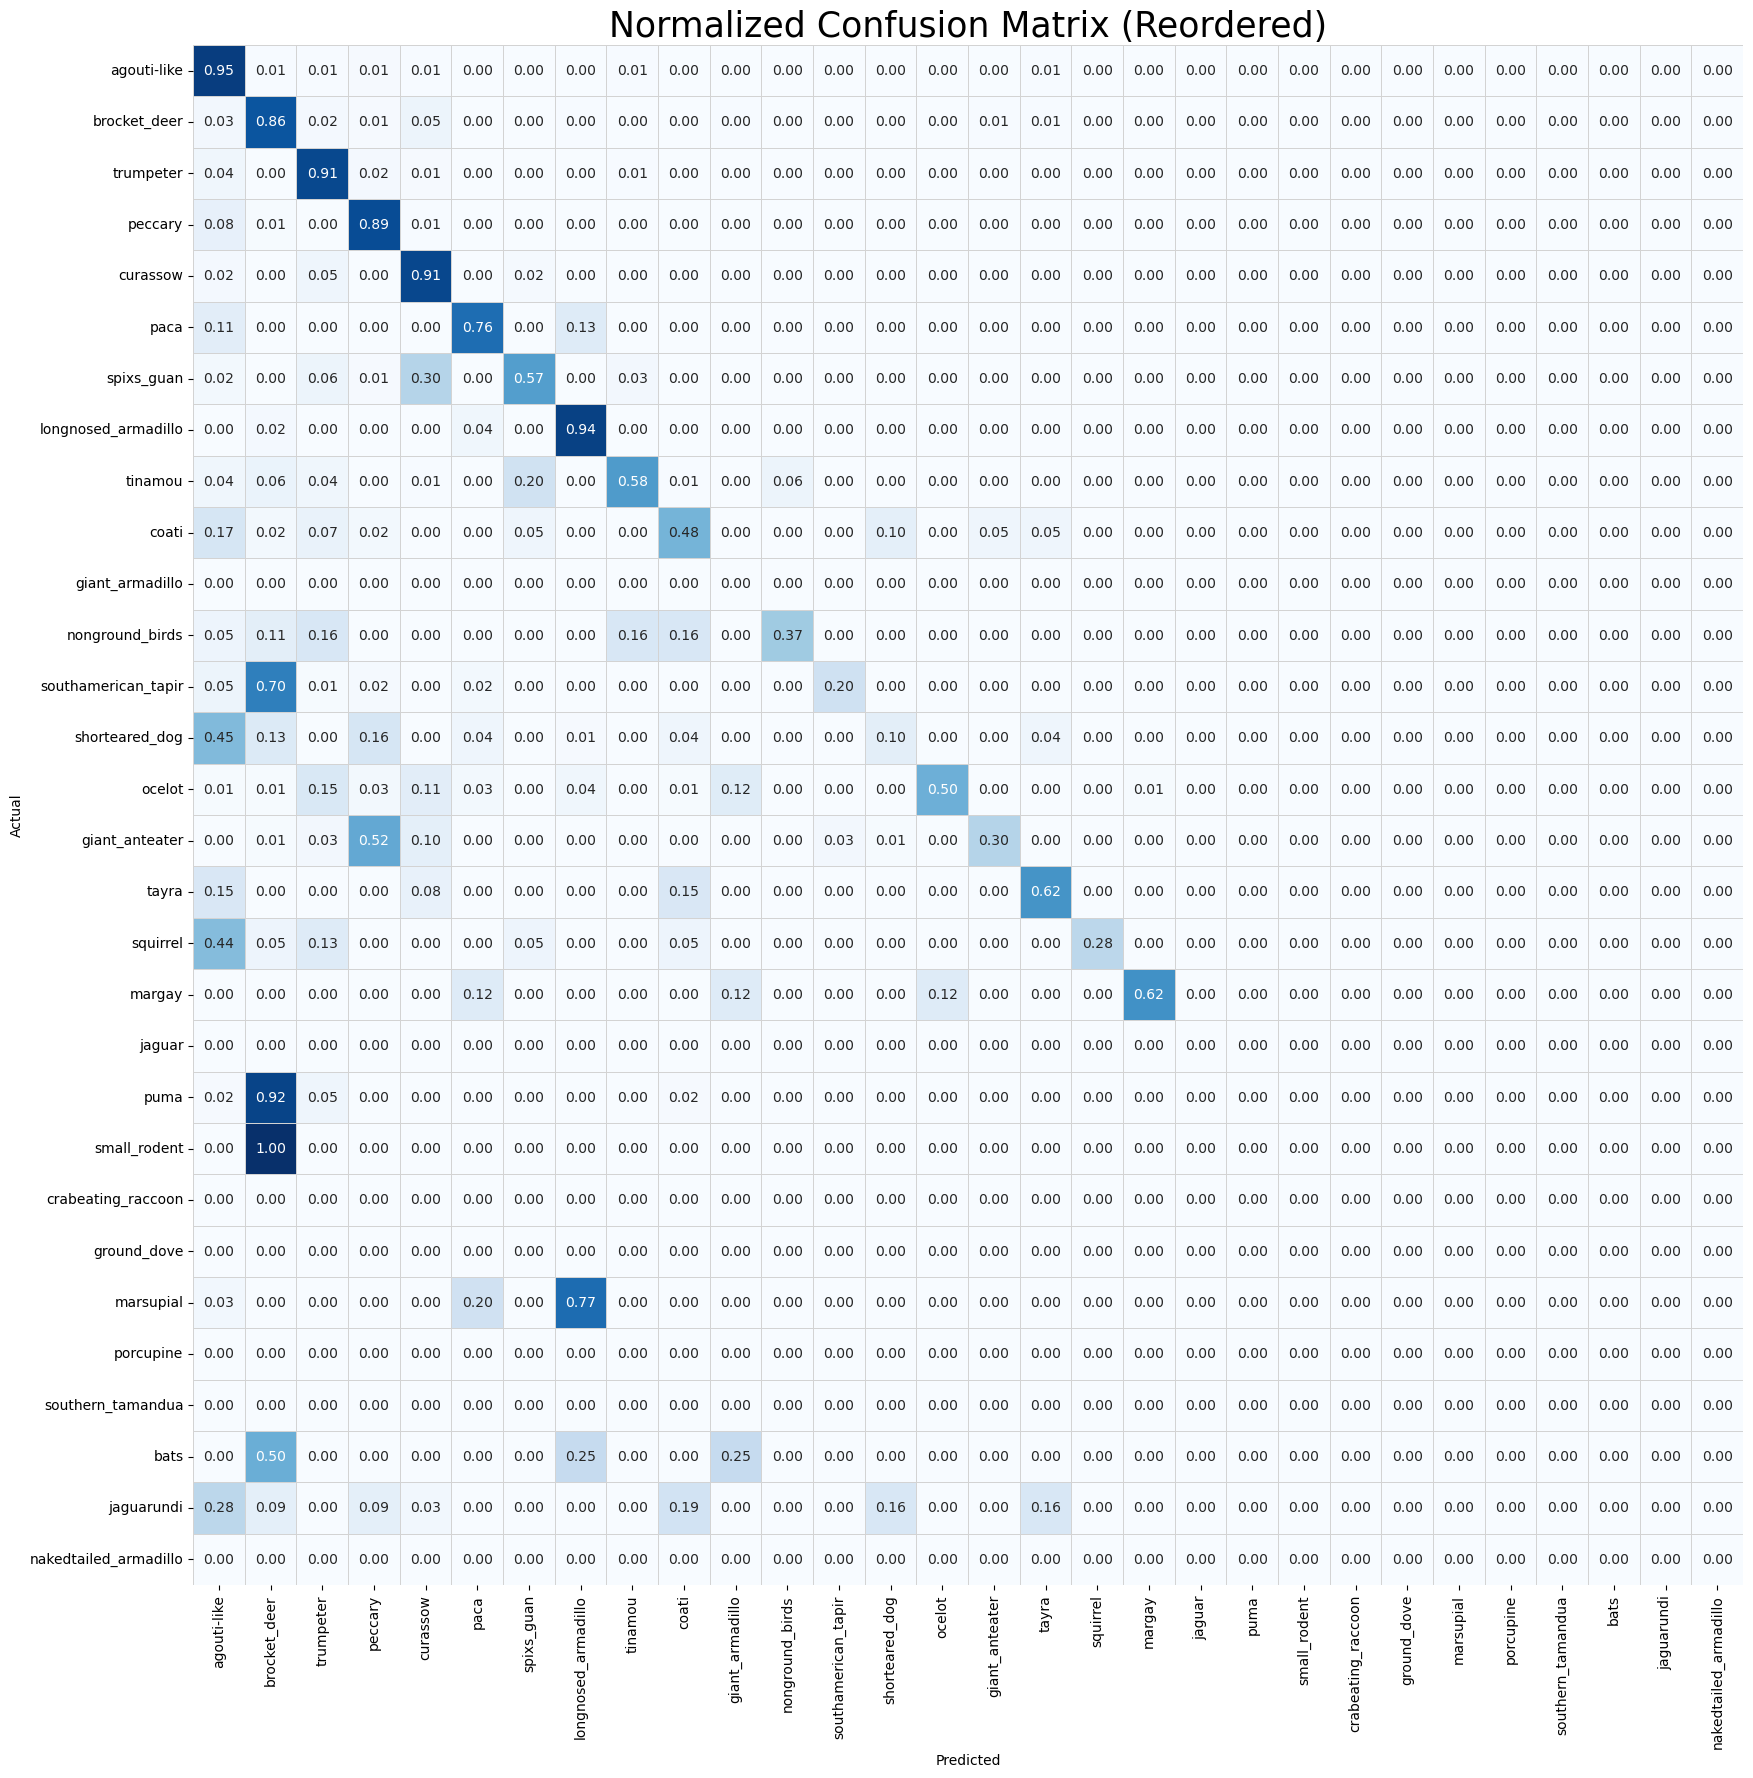 Normalized Confusion Matrix (Reordered)
agouti-like 0.95 0.01 0.01 0.01 0.01 0.00 0.00 0.00 0.01 0.00 0.00 0.00 0.00 0.00 0.00 0.00 0.01 0.00 0.00 0.00 0.00 0.00 0.00 0.00 0.00 0.00 0.00 0.00 0.00 0.00
brocket_deer 0.03 0.86 0.02 0.01 0.05 0.00 0.00 0.00 0.00 0.00 0.00 0.00 0.00 0.00 0.00 0.01 0.01 0.00 0.00 0.00 0.00 0.00 0.00 0.00 0.00 0.00 0.00 0.00 0.00 0.00
trumpeter 0.04 0.00 0.91 0.02 0.01 0.00 0.00 0.00 0.01 0.00 0.00 0.00 0.00 0.00 0.00 0.00 0.00 0.00 0.00 0.00 0.00 0.00 0.00 0.00 0.00 0.00 0.00 0.00 0.00 0.00
peccary 0.08 0.01 0.00 0.89 0.01 0.00 0.00 0.00 0.00 0.00 0.00 0.00 0.00 0.00 0.00 0.00 0.00 0.00 0.00 0.00 0.00 0.00 0.00 0.00 0.00 0.00 0.00 0.00 0.00 0.00
curassow 0.02 0.00 0.05 0.00 0.91 0.00 0.02 0.00 0.00 0.00 0.00 0.00 0.00 0.00 0.00 0.00 0.00 0.00 0.00 0.00 0.00 0.00 0.00 0.00 0.00 0.00 0.00 0.00 0.00 0.00
paca 0.11 0.00 0.00 0.00 0.00 0.76 0.00 0.13 0.00 0.00 0.00 0.00 0.00 0.00 0.00 0.00 0.00 0.00 0.00 0.00 0.00 0.00 0.00 0.00 0.00 0.00 0.00 0.00 0.00 0.00
spixs_guan 0.02 0.00 0.06 0.01 0.30 0.00 0.57 0.00 0.03 0.00 0.00 0.00 0.00 0.00 0.00 0.00 0.00 0.00 0.00 0.00 0.00 0.00 0.00 0.00 0.00 0.00 0.00 0.00 0.00 0.00
longnosed_armadillo 0.00 0.02 0.00 0.00 0.00 0.04 0.00 0.94 0.00 0.00 0.00 0.00 0.00 0.00 0.00 0.00 0.00 0.00 0.00 0.00 0.00 0.00 0.00 0.00 0.00 0.00 0.00 0.00 0.00 0.00
tinamou 0.04 0.06 0.04 0.00 0.01 0.00 0.20 0.00 0.58 0.01 0.00 0.06 0.00 0.00 0.00 0.00 0.00 0.00 0.00 0.00 0.00 0.00 0.00 0.00 0.00 0.00 0.00 0.00 0.00 0.00
coati 0.17 0.02 0.07 0.02 0.00 0.00 0.05 0.00 0.00 0.48 0.00 0.00 0.00 0.10 0.00 0.05 0.05 0.00 0.00 0.00 0.00 0.00 0.00 0.00 0.00 0.00 0.00 0.00 0.00 0.00
giant_armadillo 0.00 0.00 0.00 0.00 0.00 0.00 0.00 0.00 0.00 0.00 0.00 0.00 0.00 0.00 0.00 0.00 0.00 0.00 0.00 0.00 0.00 0.00 0.00 0.00 0.00 0.00 0.00 0.00 0.00 0.00
nonground_birds 0.05 0.11 0.16 0.00 0.00 0.00 0.00 0.00 0.16 0.16 0.00 0.37 0.00 0.00 0.00 0.00 0.00 0.00 0.00 0.00 0.00 0.00 0.00 0.00 0.00 0.00 0.00 0.00 0.00 0.00
southamerican_tapir 0.05 0.70 0.01 0.02 0.00 0.02 0.00 0.00 0.00 0.00 0.00 0.00 0.20 0.00 0.00 0.00 0.00 0.00 0.00 0.00 0.00 0.00 0.00 0.00 0.00 0.00 0.00 0.00 0.00 0.00
shorteared_dog 0.45 0.13 0.00 0.16 0.00 0.04 0.00 0.01 0.00 0.04 0.00 0.00 0.00 0.10 0.00 0.00 0.04 0.00 0.00 0.00 0.00 0.00 0.00 0.00 0.00 0.00 0.00 0.00 0.00 0.00
ocelot 0.01 0.01 0.15 0.03 0.11 0.03 0.00 0.04 0.00 0.01 0.12 0.00 0.00 0.00 0.50 0.00 0.00 0.00 0.01 0.00 0.00 0.00 0.00 0.00 0.00 0.00 0.00 0.00 0.00 0.00
giant_anteater 0.00 0.01 0.03 0.52 0.10 0.00 0.00 0.00 0.00 0.00 0.00 0.00 0.03 0.01 0.00 0.30 0.00 0.00 0.00 0.00 0.00 0.00 0.00 0.00 0.00 0.00 0.00 0.00 0.00 0.00
tayra 0.15 0.00 0.00 0.00 0.08 0.00 0.00 0.00 0.00 0.15 0.00 0.00 0.00 0.00 0.00 0.00 0.62 0.00 0.00 0.00 0.00 0.00 0.00 0.00 0.00 0.00 0.00 0.00 0.00 0.00
squirrel 0.44 0.05 0.13 0.00 0.00 0.00 0.05 0.00 0.00 0.05 0.00 0.00 0.00 0.00 0.00 0.00 0.00 0.28 0.00 0.00 0.00 0.00 0.00 0.00 0.00 0.00 0.00 0.00 0.00 0.00
margay 0.00 0.00 0.00 0.00 0.00 0.12 0.00 0.00 0.00 0.00 0.12 0.00 0.00 0.00 0.12 0.00 0.00 0.00 0.62 0.00 0.00 0.00 0.00 0.00 0.00 0.00 0.00 0.00 0.00 0.00
jaguar 0.00 0.00 0.00 0.00 0.00 0.00 0.00 0.00 0.00 0.00 0.00 0.00 0.00 0.00 0.00 0.00 0.00 0.00 0.00 0.00 0.00 0.00 0.00 0.00 0.00 0.00 0.00 0.00 0.00 0.00
puma 0.02 0.92 0.05 0.00 0.00 0.00 0.00 0.00 0.00 0.02 0.00 0.00 0.00 0.00 0.00 0.00 0.00 0.00 0.00 0.00 0.00 0.00 0.00 0.00 0.00 0.00 0.00 0.00 0.00 0.00
small_rodent 0.00 1.00 0.00 0.00 0.00 0.00 0.00 0.00 0.00 0.00 0.00 0.00 0.00 0.00 0.00 0.00 0.00 0.00 0.00 0.00 0.00 0.00 0.00 0.00 0.00 0.00 0.00 0.00 0.00 0.00
crabeating_raccoon 0.00 0.00 0.00 0.00 0.00 0.00 0.00 0.00 0.00 0.00 0.00 0.00 0.00 0.00 0.00 0.00 0.00 0.00 0.00 0.00 0.00 0.00 0.00 0.00 0.00 0.00 0.00 0.00 0.00 0.00
ground_dove 0.00 0.00 0.00 0.00 0.00 0.00 0.00 0.00 0.00 0.00 0.00 0.00 0.00 0.00 0.00 0.00 0.00 0.00 0.00 0.00 0.00 0.00 0.00 0.00 0.00 0.00 0.00 0.00 0.00 0.00
marsupial 0.03 0.00 0.00 0.00 0.00 0.20 0.00 0.77 0.00 0.00 0.00 0.00 0.00 0.00 0.00 0.00 0.00 0.00 0.00 0.00 0.00 0.00 0.00 0.00 0.00 0.00 0.00 0.00 0.00 0.00
porcupine 0.00 0.00 0.00 0.00 0.00 0.00 0.00 0.00 0.00 0.00 0.00 0.00 0.00 0.00 0.00 0.00 0.00 0.00 0.00 0.00 0.00 0.00 0.00 0.00 0.00 0.00 0.00 0.00 0.00 0.00
southern_tamandua 0.00 0.00 0.00 0.00 0.00 0.00 0.00 0.00 0.00 0.00 0.00 0.00 0.00 0.00 0.00 0.00 0.00 0.00 0.00 0.00 0.00 0.00 0.00 0.00 0.00 0.00 0.00 0.00 0.00 0.00
bats 0.00 0.50 0.00 0.00 0.00 0.00 0.00 0.25 0.00 0.00 0.25 0.00 0.00 0.00 0.00 0.00 0.00 0.00 0.00 0.00 0.00 0.00 0.00 0.00 0.00 0.00 0.00 0.00 0.00 0.00
jaguarundi 0.28 0.09 0.00 0.09 0.03 0.00 0.00 0.00 0.00 0.19 0.00 0.00 0.00 0.16 0.00 0.00 0.16 0.00 0.00 0.00 0.00 0.00 0.00 0.00 0.00 0.00 0.00 0.00 0.00 0.00
nakedtailed_armadillo 0.00 0.00 0.00 0.00 0.00 0.00 0.00 0.00 0.00 0.00 0.00 0.00 0.00 0.00 0.00 0.00 0.00 0.00 0.00 0.00 0.00 0.00 0.00 0.00 0.00 0.00 0.00 0.00 0.00 0.00
Actual
agouti-like
brocket_deer
trumpeter
peccary
curassow
paca
spixs_guan
longnosed_armadillo
tinamou
coati
giant_armadillo
nonground_birds
southamerican_tapir
shorteared_dog
ocelot
giant_anteater
tayra
squirrel
margay
jaguar
puma
small_rodent
crabeating_raccoon
ground_dove
marsupial
porcupine
southern_tamandua
bats
jaguarundi
nakedtailed_armadillo
Predicted